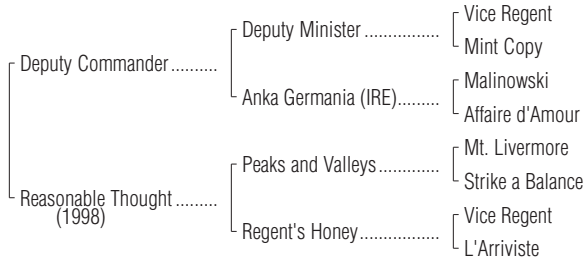 Vice Regent
Deputy Minister ................
Mint Copy
Deputy Commander..........
Malinowski
Anka Germania (IRE).........
Affaire d'Amour
Mt. Livermore
Peaks and Valleys.............
Strike a Balance
Reasonable Thought .........
(1998)
Vice Regent
Regent's Honey.................
L'Arriviste